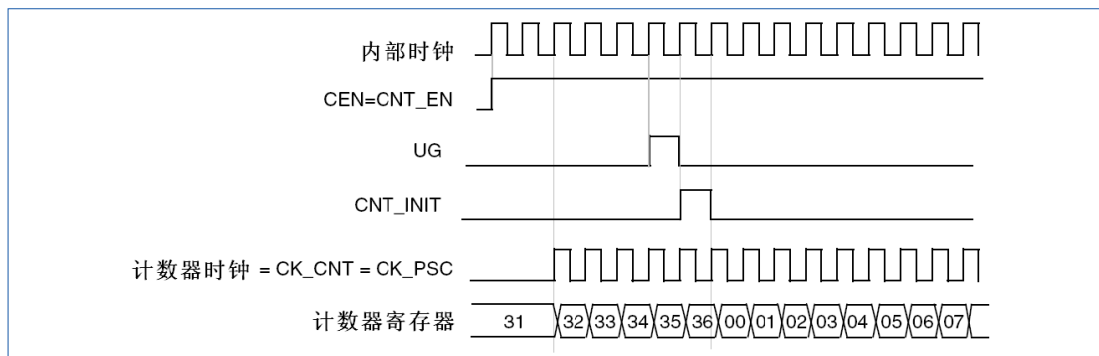 内部时钟
CEN=CNT_EN
UG
CNT_INIT
计数器时钟 = CK_CNT = CK_PSC
计数器寄存器 31 32 33 34 35 36 00 01 02 03 04 05 06 07